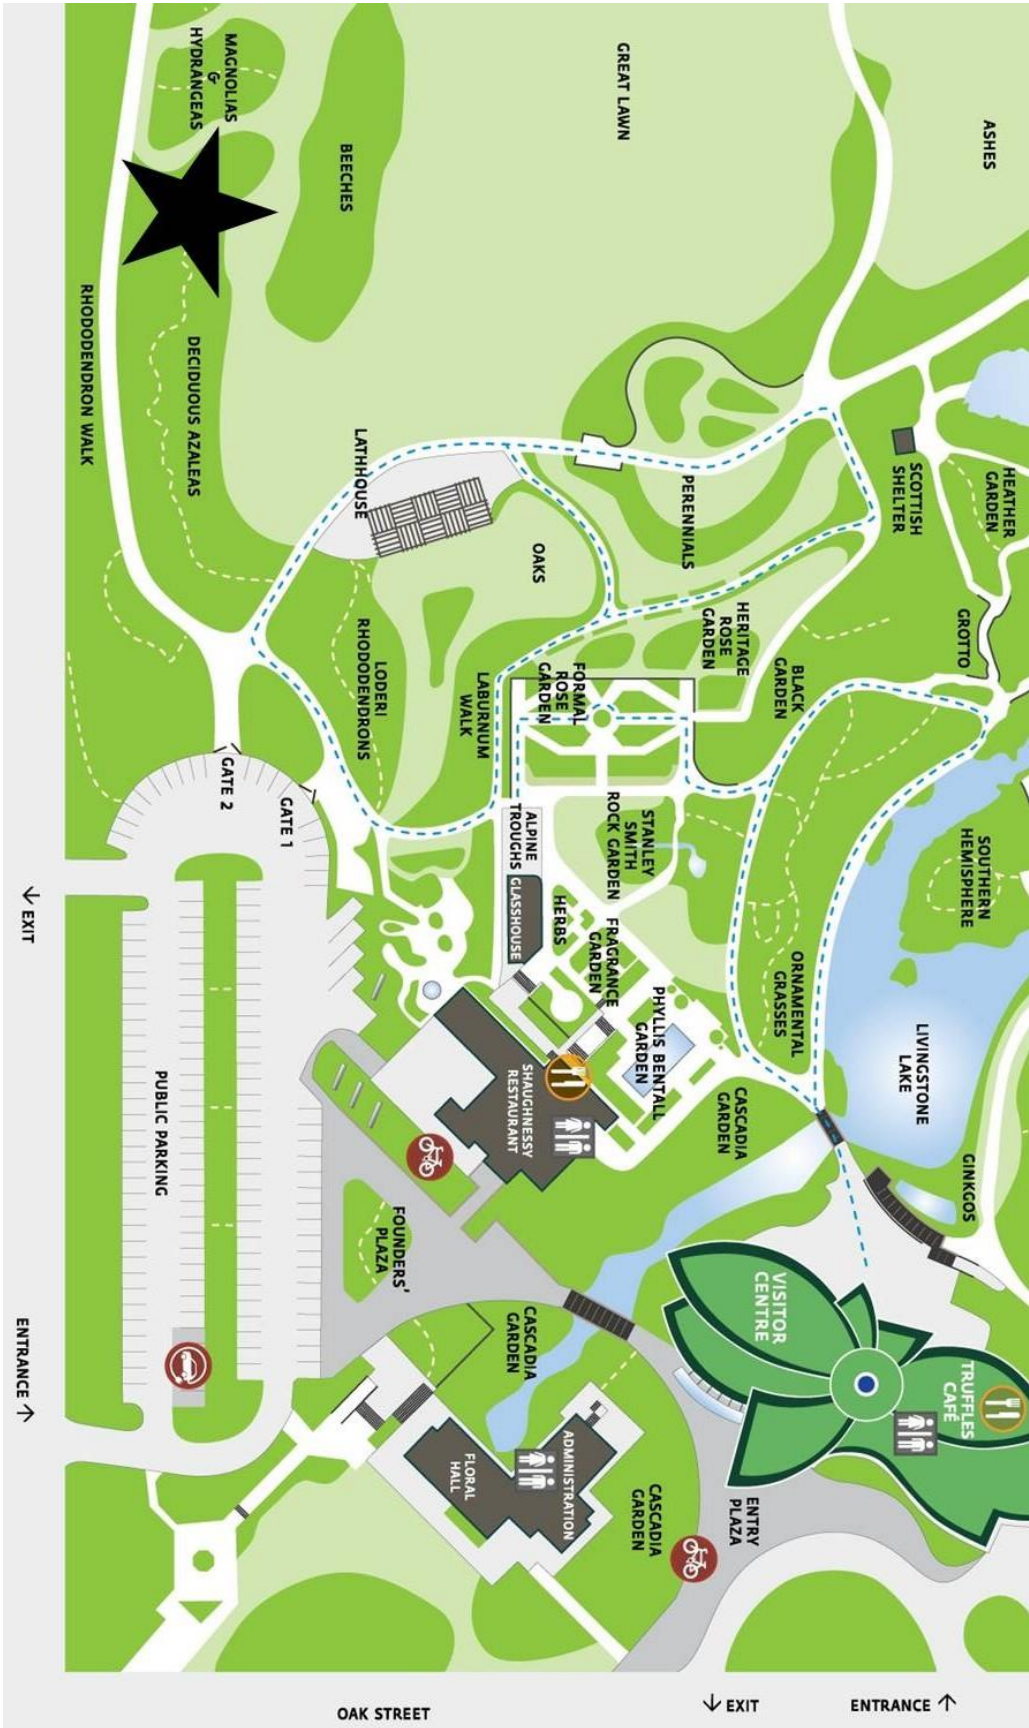 MAGNOLIAS
&
HYDRANGEAS
BEECHES
GREAT LAWN
ASHES
RHODODENDRON WALK
DECIDUOUS AZALEAS
LATHHOUSE
OAKS
PERENNIALS
SCOTTISH
SHELTER
HEATHER
GARDEN
GROTTO
HERITAGE
ROSE
GARDEN
BLACK
GARDEN
FORMAL
ROSE
GARDEN
LABURNUM
WALK
LODERI
RHODODENDRONS
GATE 2
GATE 1
ALPINE
TROUGHS
GLASSHOUSE
STANLEY
SMITH
ROCK GARDEN
HERBS
FRAGRANCE
GARDEN
PHYLLIS BENTALL
GARDEN
ORNAMENTAL
GRASSES
SOUTHERN
HEMISPHERE
LIVINGSTONE
LAKE
CASCADIA
GARDEN
GINKGOS
SHAUGHNESSY
RESTAURANT
PUBLIC PARKING
FOUNDERS'
PLAZA
← EXIT
ENTRANCE →
CASCADIA
GARDEN
VISITOR
CENTRE
TRUFFLES
CAFÉ
FLORAL
HALL
ADMINISTRATION
CASCADIA
GARDEN
ENTRY
PLAZA
OAK STREET
↓ EXIT
ENTRANCE ↑